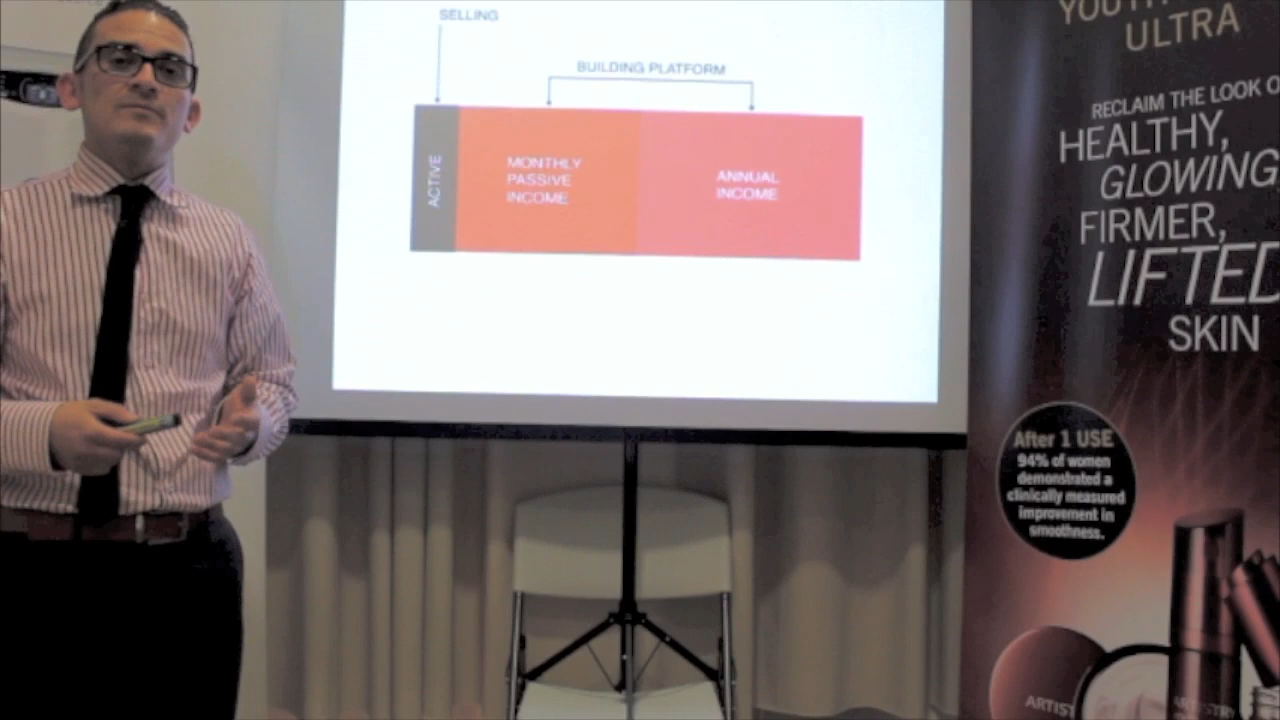 SELLING
BUILDING PLATFORM
ACTIVE
MONTHLY
PASSIVE
INCOME
ANNUAL
INCOME
ULTRA
RECLAIM THE LOOK
HEALTHY,
GLOWING
FIRMER,
LIFTED
SKIN
After 1 USE
94% of women
demonstrated a
clinically measured
improvement in
smoothness.